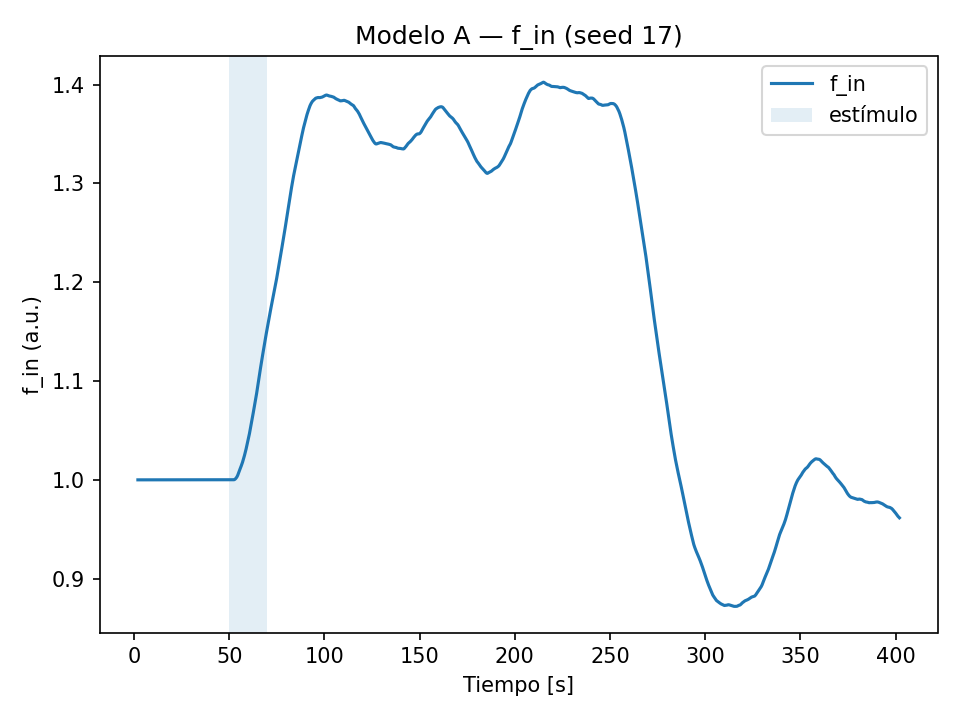 Modelo A — f_in (seed 17)
f_in
estímulo
f_in (a.u.)
1.4
1.3
1.2
1.1
1.0
0.9
0 50 100 150 200 250 300 350 400
Tiempo [s]